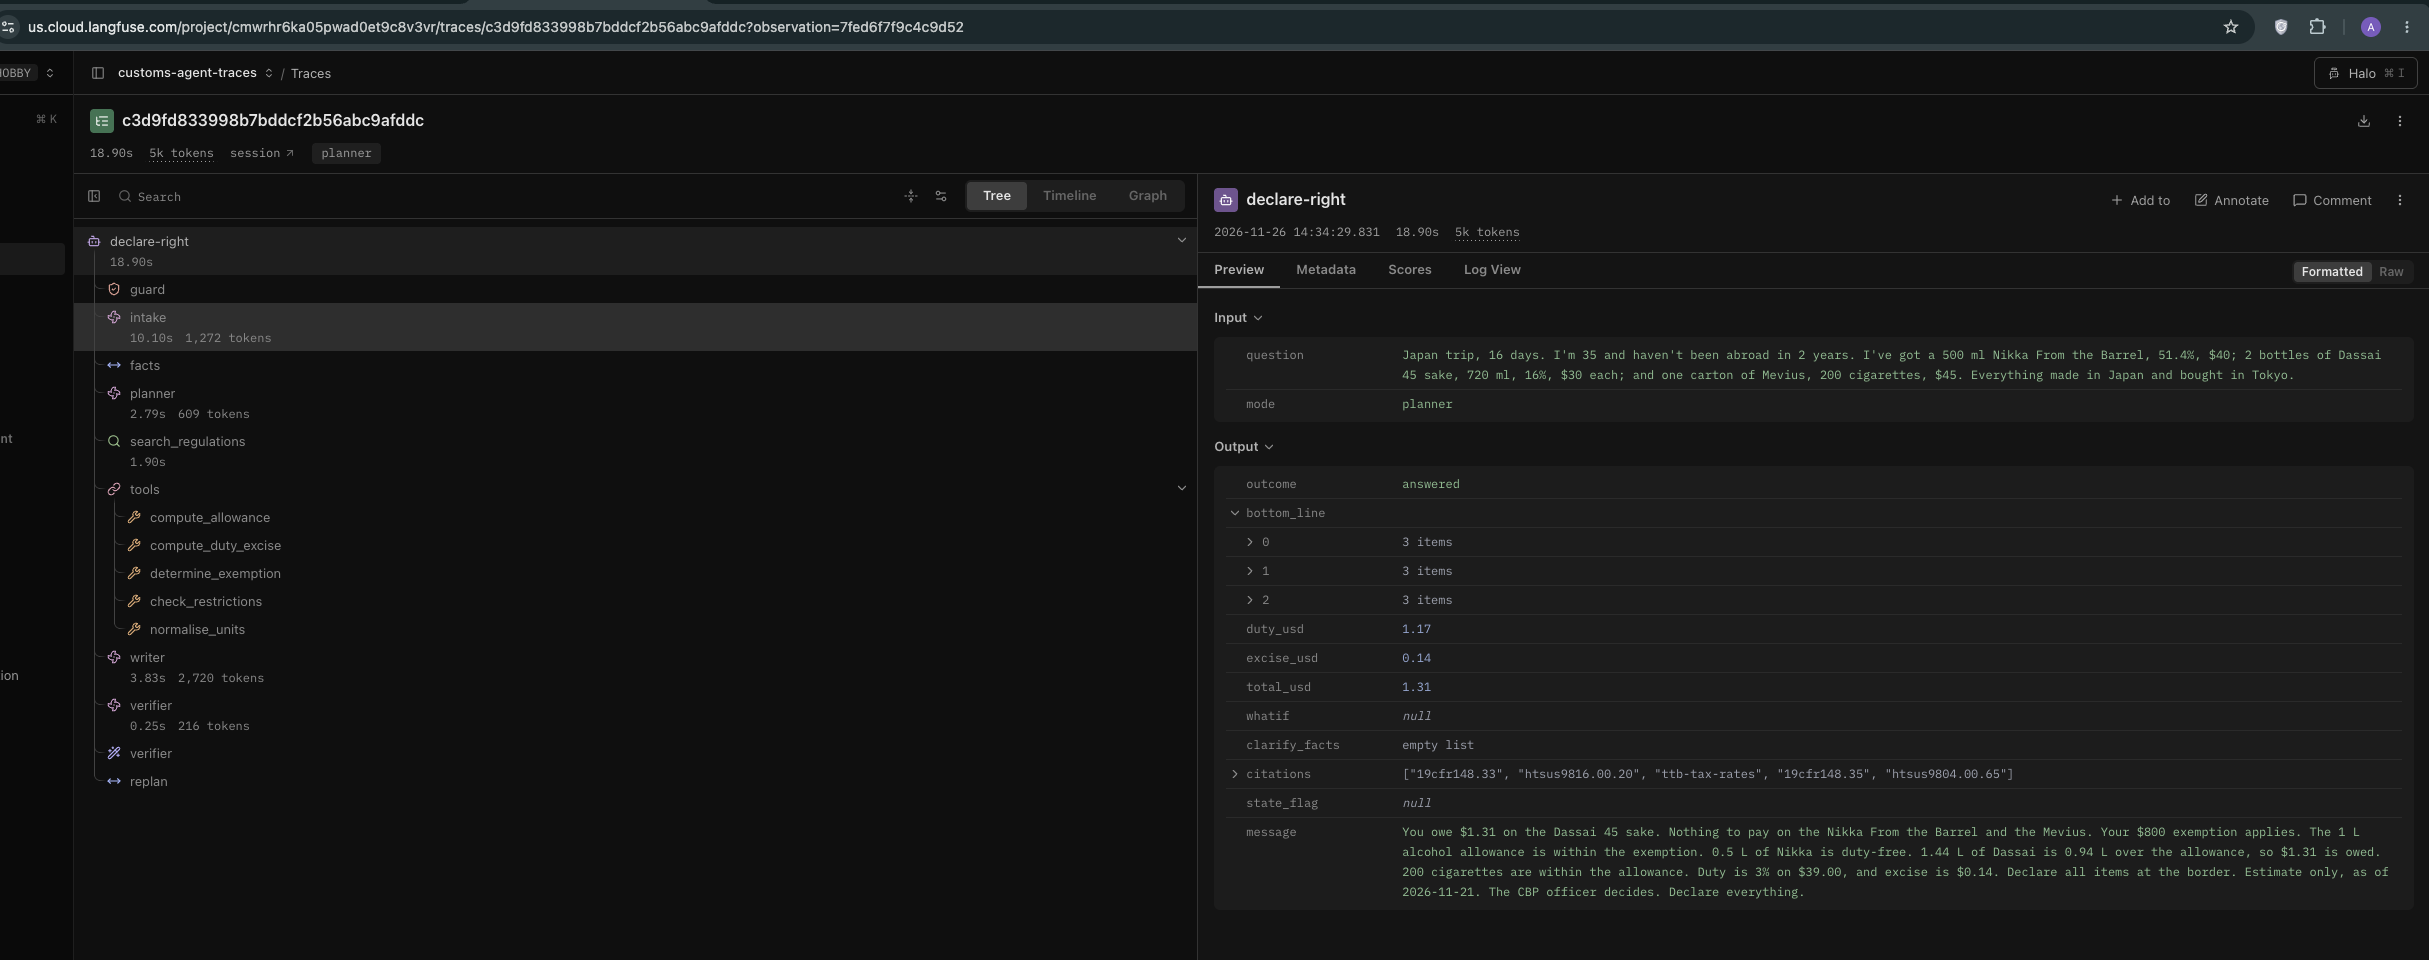 us.cloud.langfuse.com/project/cmwrhr6ka05pwad0et9c8v3vr/traces/c3d9fd833998b7bddcf2b56abc9afddc?observation=7fed6f7f9c4c9d52
A
HOBBY
customs-agent-traces / Traces
Halo ⌘ I
⌘ K
c3d9fd833998b7bddcf2b56abc9afddc
18.90s 5k tokens session ↗ planner
Search
Tree Timeline Graph
declare-right
18.90s
guard
intake
10.10s 1,272 tokens
facts
planner
2.79s 609 tokens
search_regulations
1.90s
tools
compute_allowance
compute_duty_excise
determine_exemption
check_restrictions
normalise_units
writer
3.83s 2,720 tokens
verifier
0.25s 216 tokens
verifier
replan
nt
ion
declare-right
+ Add to Annotate Comment
2026-11-26 14:34:29.831 18.90s 5k tokens
Preview Metadata Scores Log View
Formatted Raw
Input
question Japan trip, 16 days. I'm 35 and haven't been abroad in 2 years. I've got a 500 ml Nikka From the Barrel, 51.4%, $40; 2 bottles of Dassai
45 sake, 720 ml, 16%, $30 each; and one carton of Mevius, 200 cigarettes, $45. Everything made in Japan and bought in Tokyo.
mode planner
Output
outcome answered
bottom_line
0 3 items
1 3 items
2 3 items
duty_usd 1.17
excise_usd 0.14
total_usd 1.31
whatif null
clarify_facts empty list
citations ["19cfr148.33", "htsus9816.00.20", "ttb-tax-rates", "19cfr148.35", "htsus9804.00.65"]
state_flag null
message You owe $1.31 on the Dassai 45 sake. Nothing to pay on the Nikka From the Barrel and the Mevius. Your $800 exemption applies. The 1 L
alcohol allowance is within the exemption. 0.5 L of Nikka is duty-free. 1.44 L of Dassai is 0.94 L over the allowance, so $1.31 is owed.
200 cigarettes are within the allowance. Duty is 3% on $39.00, and excise is $0.14. Declare all items at the border. Estimate only, as of
2026-11-21. The CBP officer decides. Declare everything.